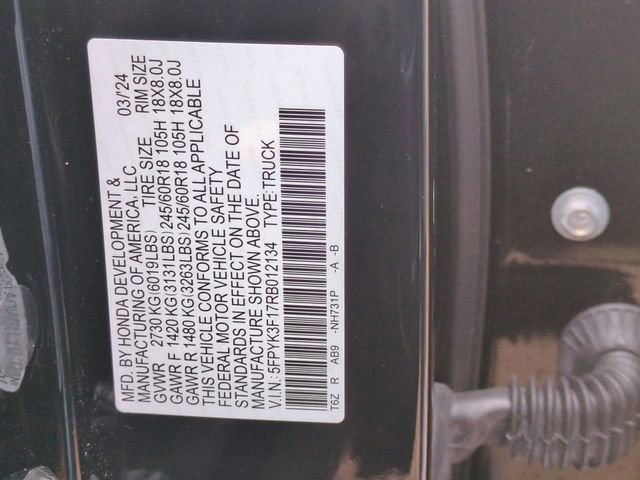 MFD. BY HONDA DEVELOPMENT & 03/'24
MANUFACTURING OF AMERICA, LLC
GVWR 2730 KG(6019LBS) TIRE SIZE RIM SIZE
GAWR F 1420 KG(3131LBS) 245/60R18 105H 18X8.0J
GAWR R 1480 KG(3263LBS) 245/60R18 105H 18X8.0J
THIS VEHICLE CONFORMS TO ALL APPLICABLE
FEDERAL MOTOR VEHICLE SAFETY
STANDARDS IN EFFECT ON THE DATE OF
MANUFACTURE SHOWN ABOVE.
V.I.N.: 5FPYK3F17RB012134 TYPE: TRUCK
T6Z R AB9 -NH731P -A -B